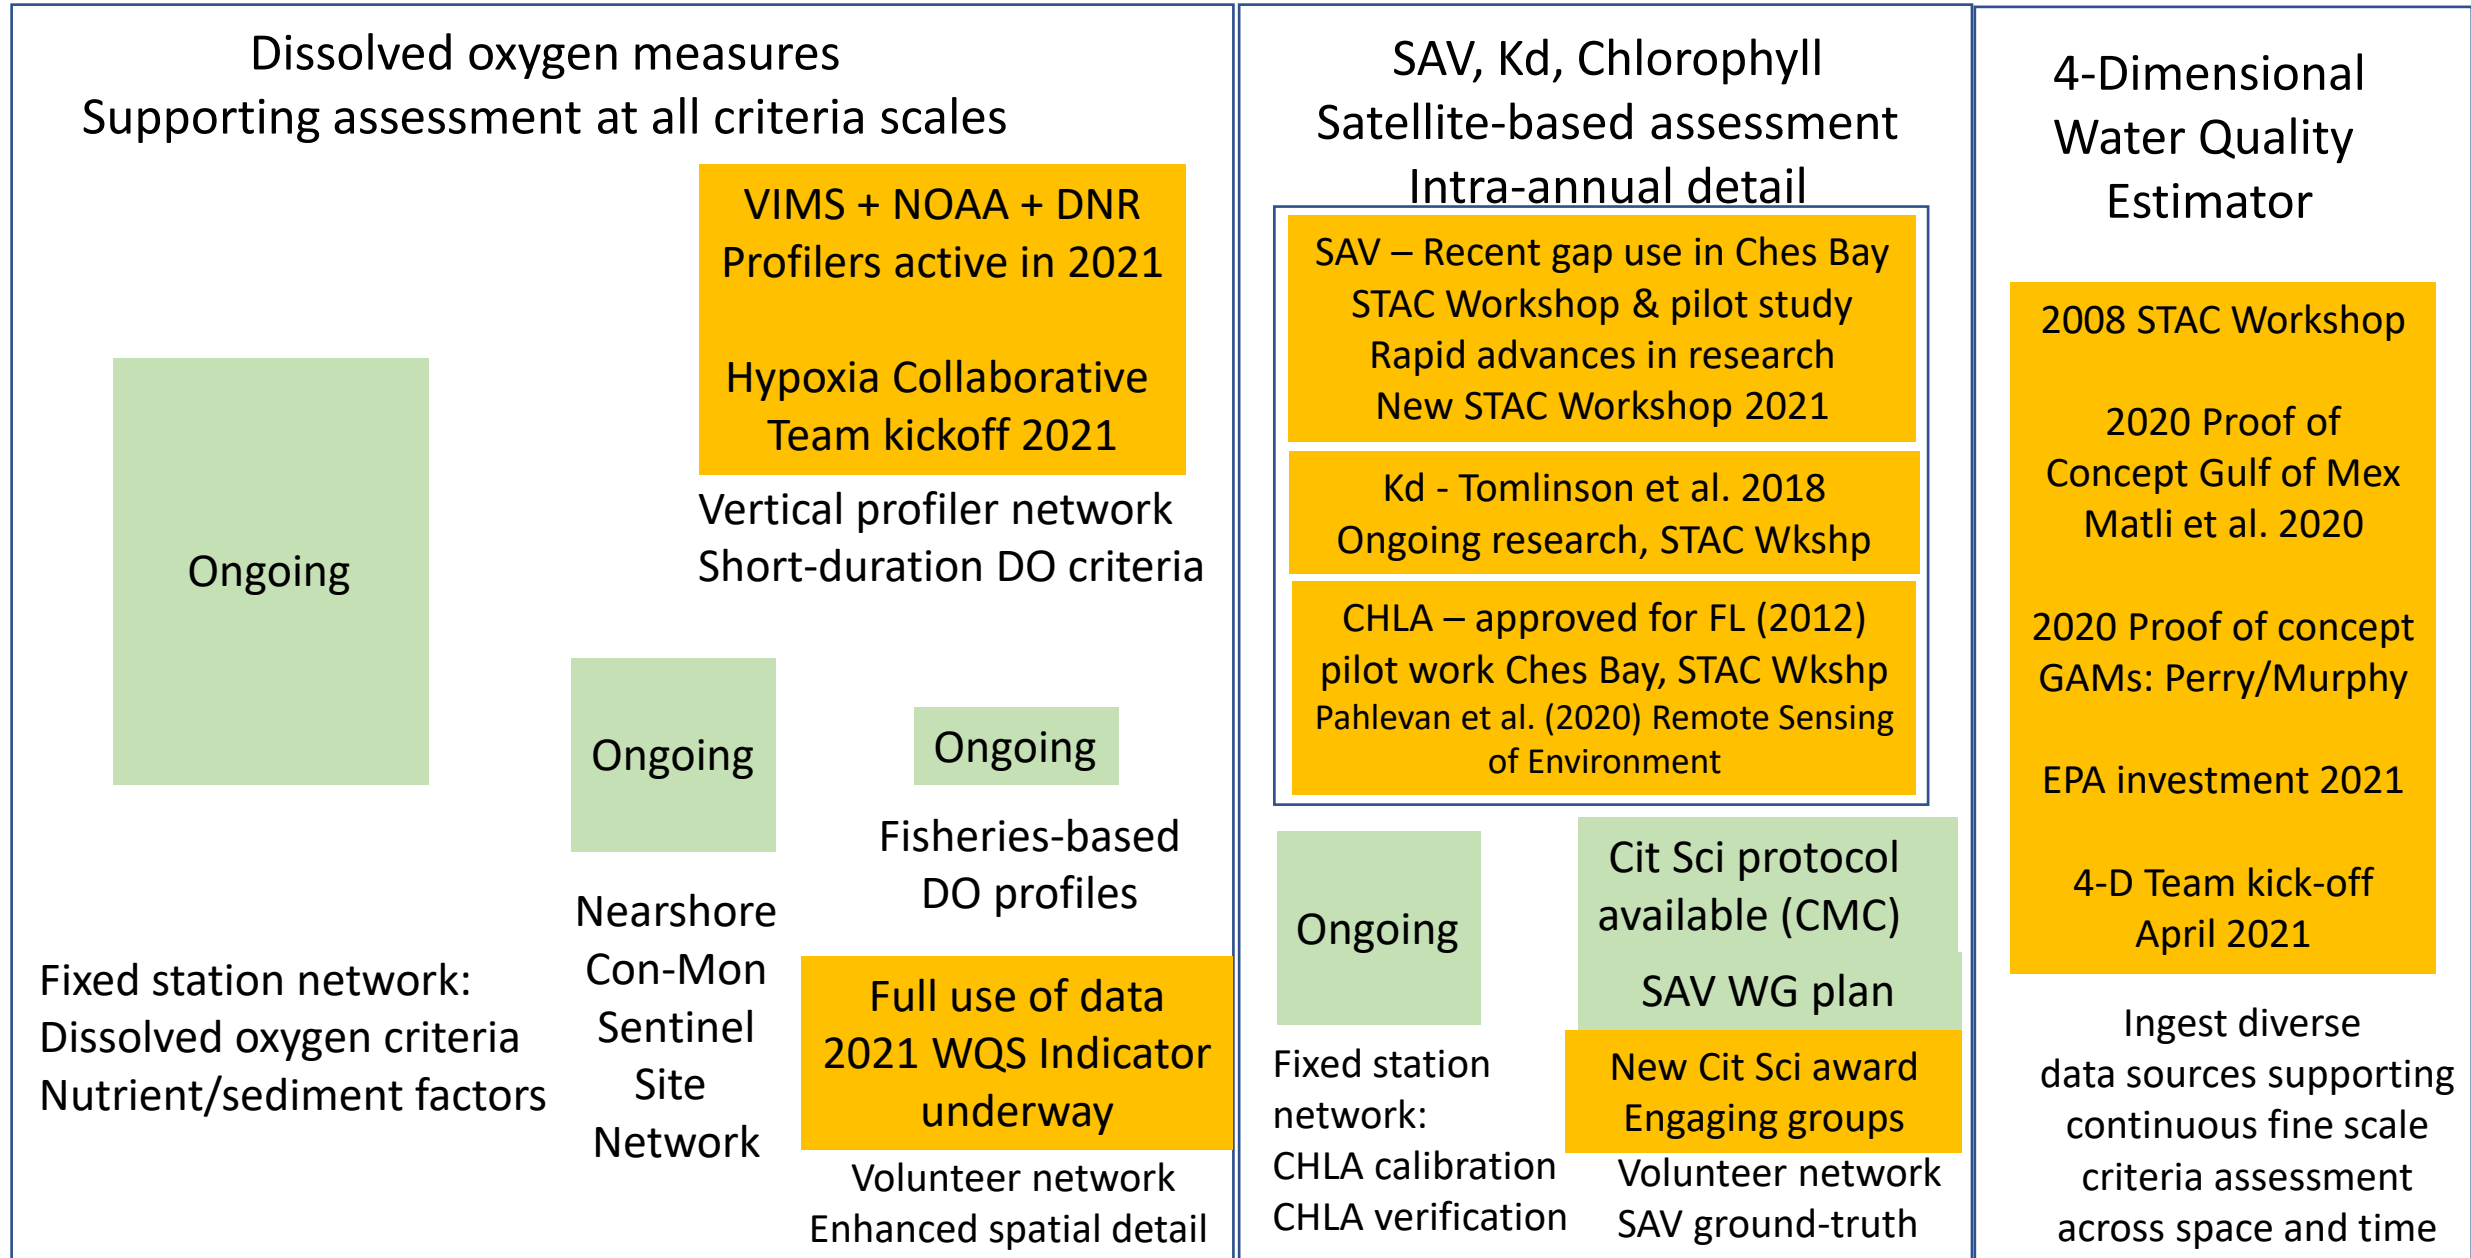 Dissolved oxygen measures
Supporting assessment at all criteria scales
VIMS + NOAA + DNR
Profilers active in 2021
Hypoxia Collaborative
Team kickoff 2021
Vertical profiler network
Short-duration DO criteria
Ongoing
Fixed station network:
Dissolved oxygen criteria
Nutrient/sediment factors
Ongoing
Nearshore
Con-Mon
Sentinel
Site
Network
Ongoing
Fisheries-based
DO profiles
Full use of data
2021 WQS Indicator
underway
Volunteer network
Enhanced spatial detail
SAV, Kd, Chlorophyll
Satellite-based assessment
Intra-annual detail
SAV – Recent gap use in Ches Bay
STAC Workshop & pilot study
Rapid advances in research
New STAC Workshop 2021
Kd - Tomlinson et al. 2018
Ongoing research, STAC Wkshp
CHLA – approved for FL (2012)
pilot work Ches Bay, STAC Wkshp
Pahlevan et al. (2020) Remote Sensing
of Environment
Ongoing
Fixed station
network:
CHLA calibration
CHLA verification
Cit Sci protocol
available (CMC)
SAV WG plan
New Cit Sci award
Engaging groups
Volunteer network
SAV ground-truth
4-Dimensional
Water Quality
Estimator
2008 STAC Workshop
2020 Proof of
Concept Gulf of Mex
Matli et al. 2020
2020 Proof of concept
GAMs: Perry/Murphy
EPA investment 2021
4-D Team kick-off
April 2021
Ingest diverse
data sources supporting
continuous fine scale
criteria assessment
across space and time